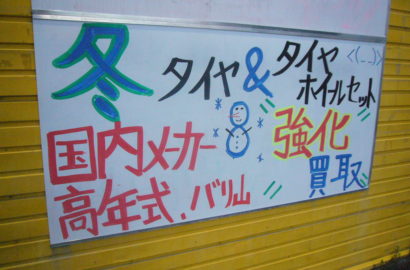 冬タイヤ&タイヤホイールセット <(_ _)>
国内メーカー
高年式.バリ山
強化
買取